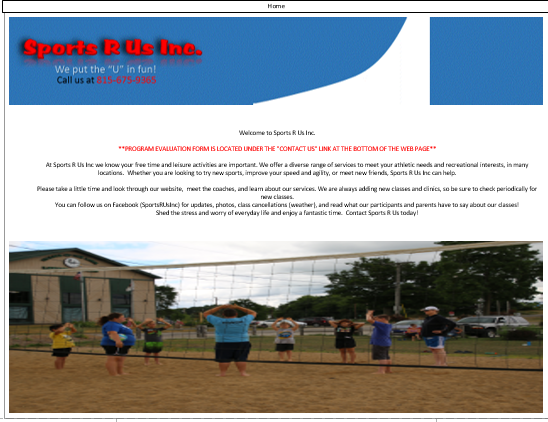 Home
Sports R Us Inc.
We put the "U" in fun!
Call us at 815-675-9365
Welcome to Sports R Us Inc.
**PROGRAM EVALUATION FORM IS LOCATED UNDER THE "CONTACT US" LINK AT THE BOTTOM OF THE WEB PAGE**
At Sports R Us Inc we know your free time and leisure activities are important. We offer a diverse range of services to meet your athletic needs and recreational interests, in many
locations. Whether you are looking to try new sports, improve your speed and agility, or meet new friends, Sports R Us Inc can help.
Please take a little time and look through our website, meet the coaches, and learn about our services. We are always adding new classes and clinics, so be sure to check periodically for
new classes.
You can follow us on Facebook (SportsRUsInc) for updates, photos, class cancellations (weather), and read what our participants and parents have to say about our classes!
Shed the stress and worry of everyday life and enjoy a fantastic time. Contact Sports R Us today!